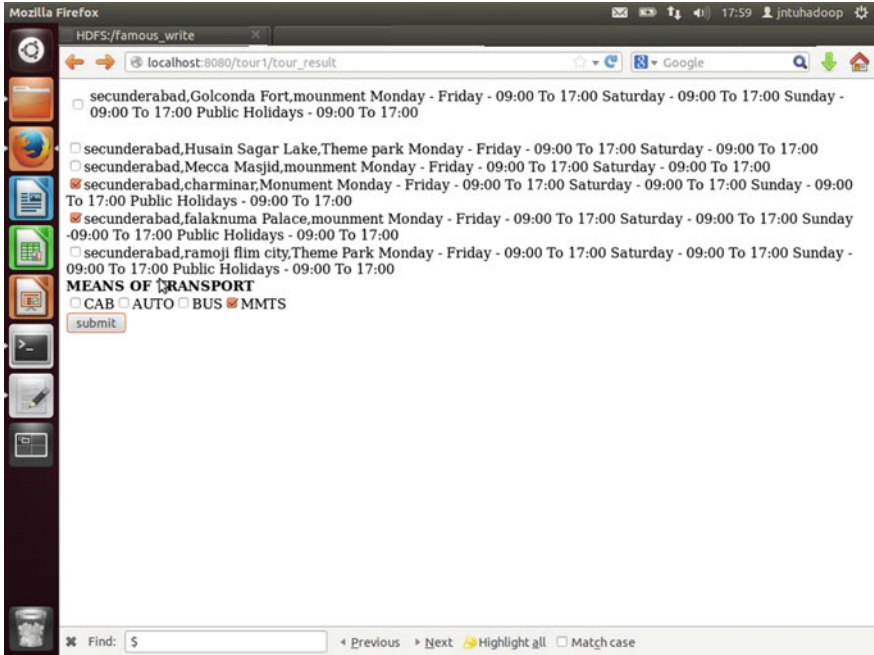 Mozilla Firefox 17:59 jntuhadoop
HDFS:/famous_write
localhost:8080/tour1/tour_result Google
secunderabad,Golconda Fort,mounment Monday - Friday - 09:00 To 17:00 Saturday - 09:00 To 17:00 Sunday -
09:00 To 17:00 Public Holidays - 09:00 To 17:00
secunderabad,Husain Sagar Lake,Theme park Monday - Friday - 09:00 To 17:00 Saturday - 09:00 To 17:00
secunderabad,Mecca Masjid,mounment Monday - Friday - 09:00 To 17:00 Saturday - 09:00 To 17:00
secunderabad,charminar,Monument Monday - Friday - 09:00 To 17:00 Saturday - 09:00 To 17:00 Sunday - 09:00
To 17:00 Public Holidays - 09:00 To 17:00
secunderabad,falaknuma Palace,mounment Monday - Friday - 09:00 To 17:00 Saturday - 09:00 To 17:00 Sunday
-09:00 To 17:00 Public Holidays - 09:00 To 17:00
secunderabad,ramoji flim city,Theme Park Monday - Friday - 09:00 To 17:00 Saturday - 09:00 To 17:00 Sunday -
09:00 To 17:00 Public Holidays - 09:00 To 17:00
MEANS OF TRANSPORT
CAB AUTO BUS MMTS
submit
Find: $ Previous Next Highlight all Match case